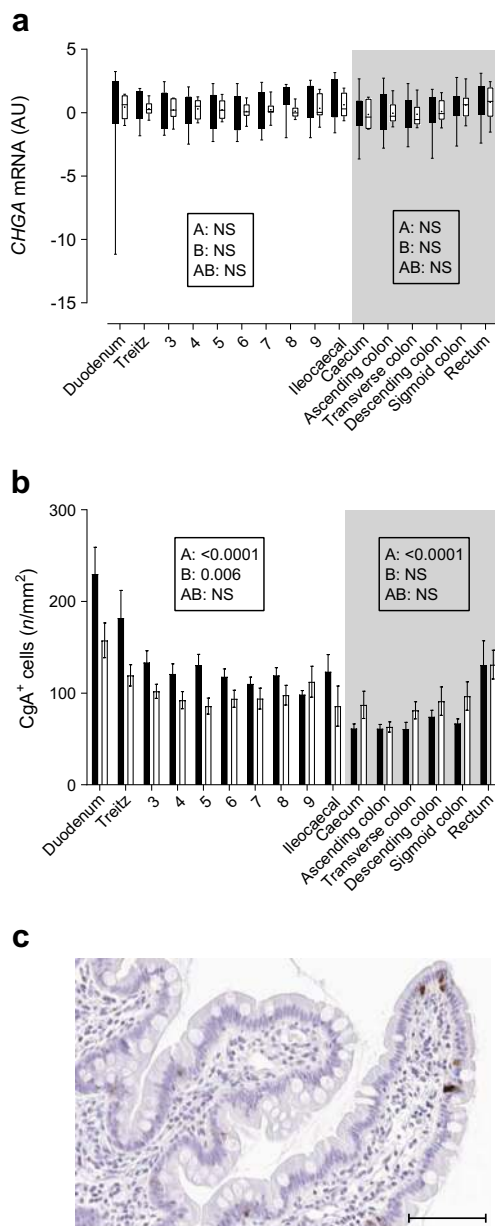 a
5
0
-5
-10
-15
CHGA mRNA (AU)
A: NS
B: NS
AB: NS
A: NS
B: NS
AB: NS
Duodenum
Treitz
3
4
5
6
7
8
9
Ileocaecal
Caecum
Ascending colon
Transverse colon
Descending colon
Sigmoid colon
Rectum
b
300
200
100
0
CgA+ cells (n/mm2)
A: <0.0001
B: 0.006
AB: NS
A: <0.0001
B: NS
AB: NS
Duodenum
Treitz
3
4
5
6
7
8
9
Ileocaecal
Caecum
Ascending colon
Transverse colon
Descending colon
Sigmoid colon
Rectum
c